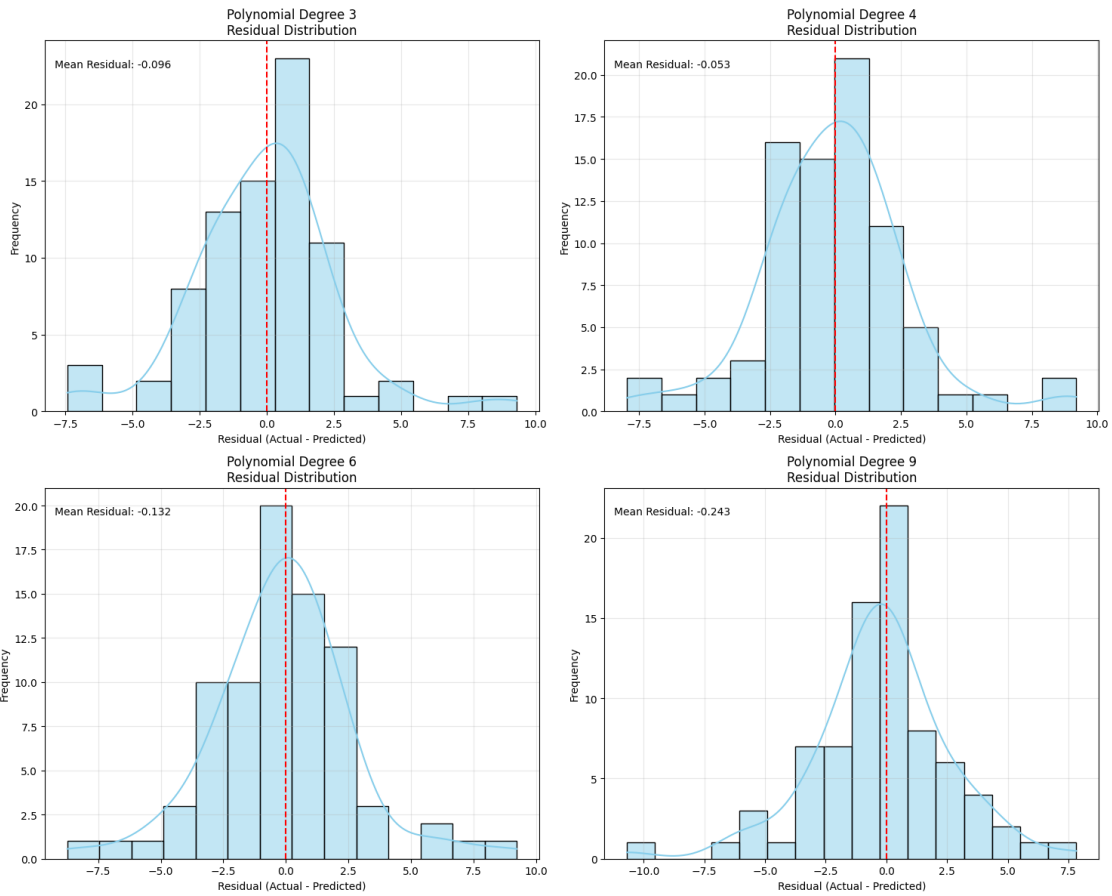 Polynomial Degree 3
Residual Distribution
Mean Residual: -0.096
Frequency
20
15
10
5
0
−7.5 −5.0 −2.5 0.0 2.5 5.0 7.5 10.0
Residual (Actual - Predicted)
Polynomial Degree 4
Residual Distribution
Mean Residual: -0.053
Frequency
20.0
17.5
15.0
12.5
10.0
7.5
5.0
2.5
0.0
−7.5 −5.0 −2.5 0.0 2.5 5.0 7.5 10.0
Residual (Actual - Predicted)
Polynomial Degree 6
Residual Distribution
Mean Residual: -0.132
Frequency
20.0
17.5
15.0
12.5
10.0
7.5
5.0
2.5
0.0
−7.5 −5.0 −2.5 0.0 2.5 5.0 7.5 10.0
Residual (Actual - Predicted)
Polynomial Degree 9
Residual Distribution
Mean Residual: -0.243
Frequency
20
15
10
5
0
−10.0 −7.5 −5.0 −2.5 0.0 2.5 5.0 7.5
Residual (Actual - Predicted)